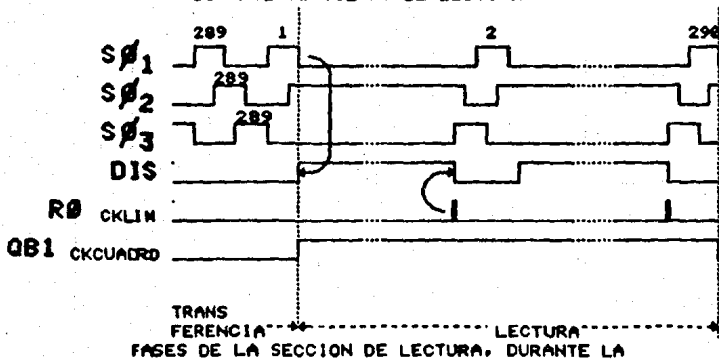 289 1 2 290
SØ1
289
SØ2
289
SØ3
DIS
RØ CKLIN
QB1 CKCUADRO
TRANS
FERENCIA LECTURA
FASES DE LA SECCION DE LECTURA, DURANTE LA